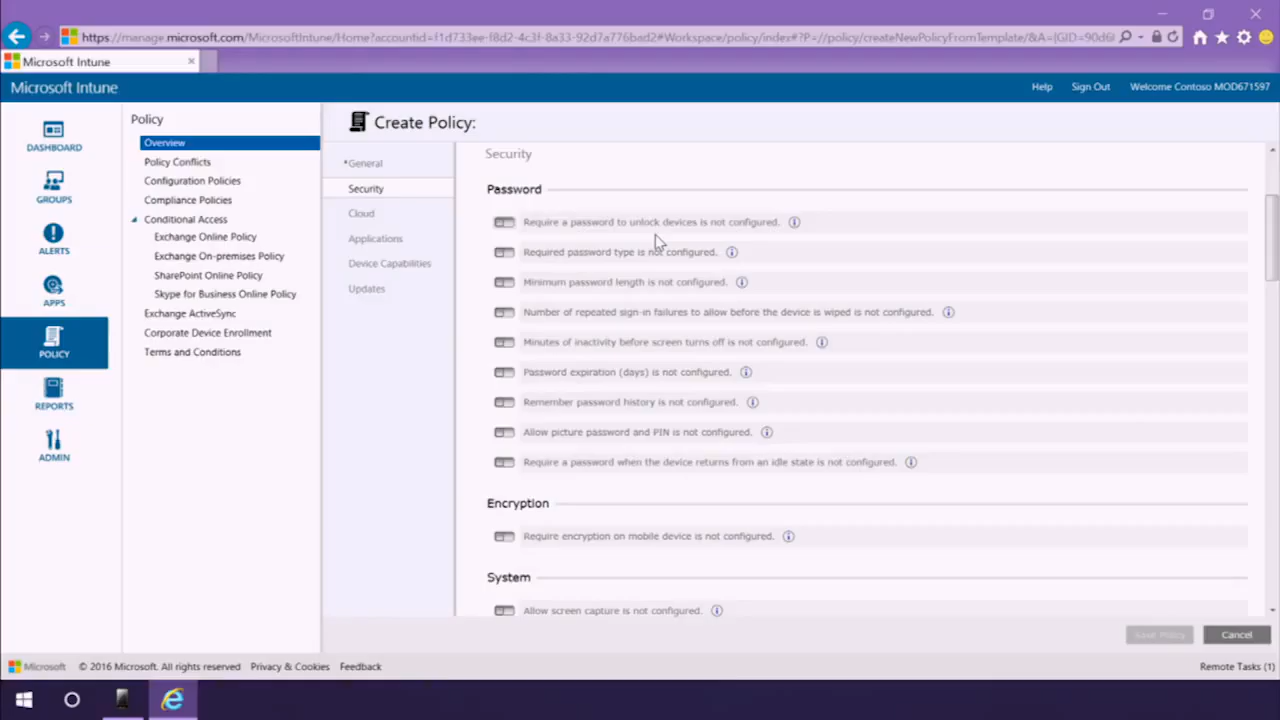 https://manage.microsoft.com/MicrosoftIntune/Home?accountid=f1d733ee-f8d2-4c3f-8a33-92d7a776bad2#Workspace/policy/index#?P=//policy/createNewPolicyFromTemplate/&A=
Microsoft Intune
Microsoft Intune
Help
Sign Out
Welcome Contoso MOD671597
DASHBOARD
GROUPS
ALERTS
APPS
POLICY
REPORTS
ADMIN
Policy
Overview
Policy Conflicts
Configuration Policies
Compliance Policies
Conditional Access
Exchange Online Policy
Exchange On-premises Policy
SharePoint Online Policy
Skype for Business Online Policy
Exchange ActiveSync
Corporate Device Enrollment
Terms and Conditions
Create Policy:
*General
Security
Cloud
Applications
Device Capabilities
Updates
Security
Password
Require a password to unlock devices is not configured.
Required password type is not configured.
Minimum password length is not configured.
Number of repeated sign-in failures to allow before the device is wiped is not configured.
Minutes of inactivity before screen turns off is not configured.
Password expiration (days) is not configured.
Remember password history is not configured.
Allow picture password and PIN is not configured.
Require a password when the device returns from an idle state is not configured.
Encryption
Require encryption on mobile device is not configured.
System
Allow screen capture is not configured.
Save Policy
Cancel
Microsoft
© 2016 Microsoft. All rights reserved
Privacy & Cookies
Feedback
Remote Tasks (1)